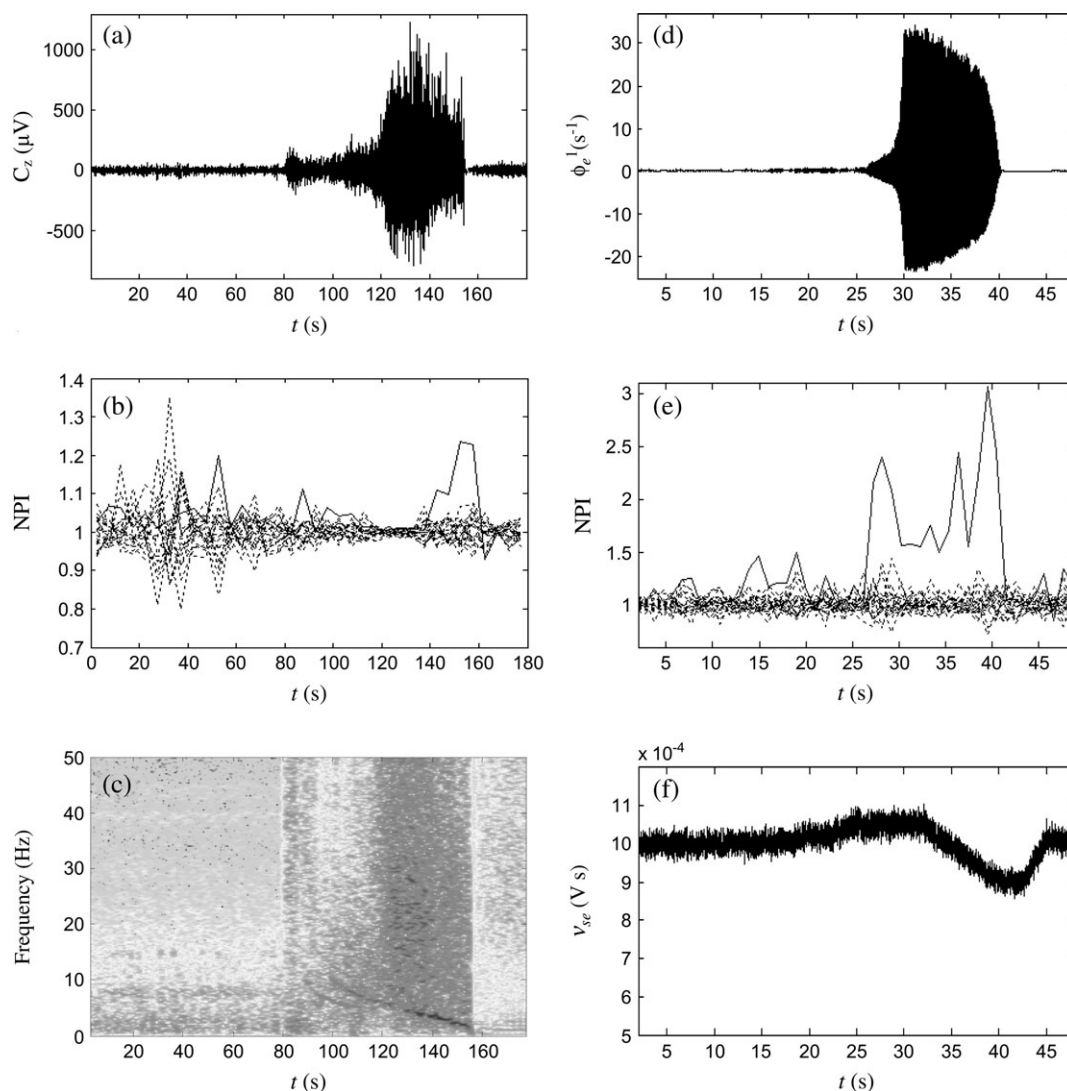 (a)
1000
500
0
-500
C_z (μV)
20 40 60 80 100 120 140 160
t (s)
(d)
30
20
10
0
-10
-20
ϕ_e^1 (s^-1)
5 10 15 20 25 30 35 40 45
t (s)
(b)
1.4
1.3
1.2
1.1
1
0.9
0.8
0.7
NPI
0 20 40 60 80 100 120 140 160 180
t (s)
(e)
3
2.5
2
1.5
1
NPI
5 10 15 20 25 30 35 40 45
t (s)
(c)
50
40
30
20
10
0
Frequency (Hz)
20 40 60 80 100 120 140 160
t (s)
x 10^-4
(f)
11
10
9
8
7
6
5
ν_se (V s)
5 10 15 20 25 30 35 40 45
t (s)